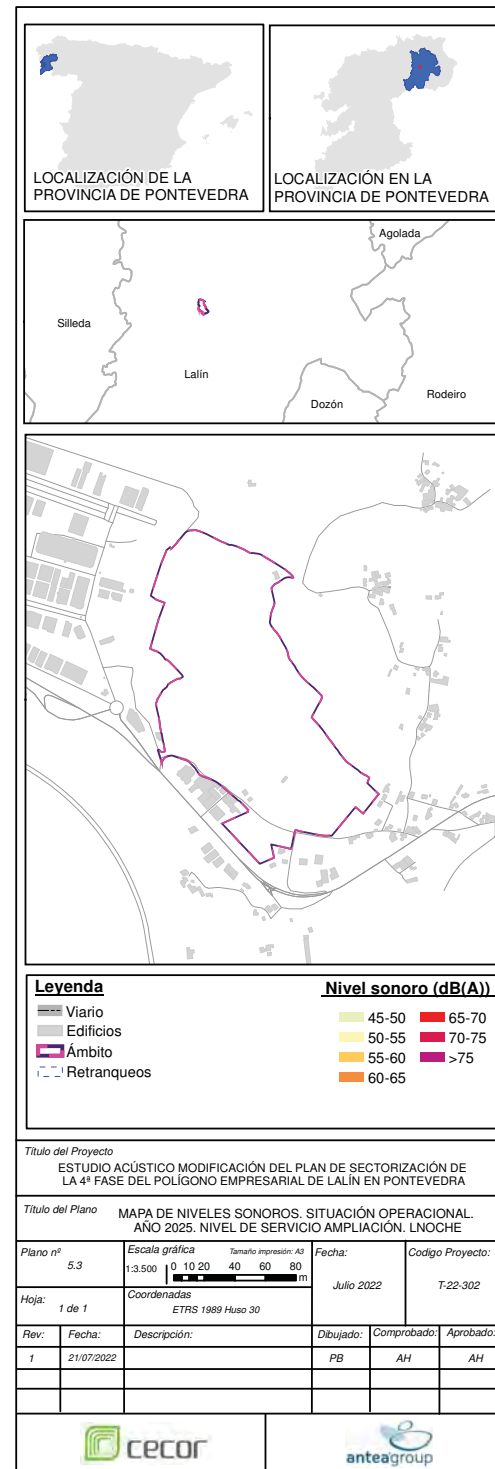 LOCALIZACIÓN DE LA
PROVINCIA DE PONTEVEDRA
LOCALIZACIÓN EN LA
PROVINCIA DE PONTEVEDRA
Agolada
Silleda
Lalín
Dozón
Rodeiro
Leyenda
Viario
Edificios
Ámbito
Retranqueos
Nivel sonoro (dB(A))
45-50
50-55
55-60
60-65
65-70
70-75
>75
Título del Proyecto
ESTUDIO ACÚSTICO MODIFICACIÓN DEL PLAN DE SECTORIZACIÓN DE
LA 4ª FASE DEL POLÍGONO EMPRESARIAL DE LALÍN EN PONTEVEDRA
Título del Plano
MAPA DE NIVELES SONOROS. SITUACIÓN OPERACIONAL.
AÑO 2025. NIVEL DE SERVICIO AMPLIACIÓN. LNOCHE
Plano nº
5.3
Escala gráfica
Tamaño impresión: A3
1:3.500
0 10 20 40 60 80
m
Fecha:
Julio 2022
Codigo Proyecto:
T-22-302
Hoja:
1 de 1
Coordenadas
ETRS 1989 Huso 30
Rev: Fecha: Descripción: Dibujado: Comprobado: Aprobado:
1 21/07/2022 PB AH AH
cecor
anteagroup